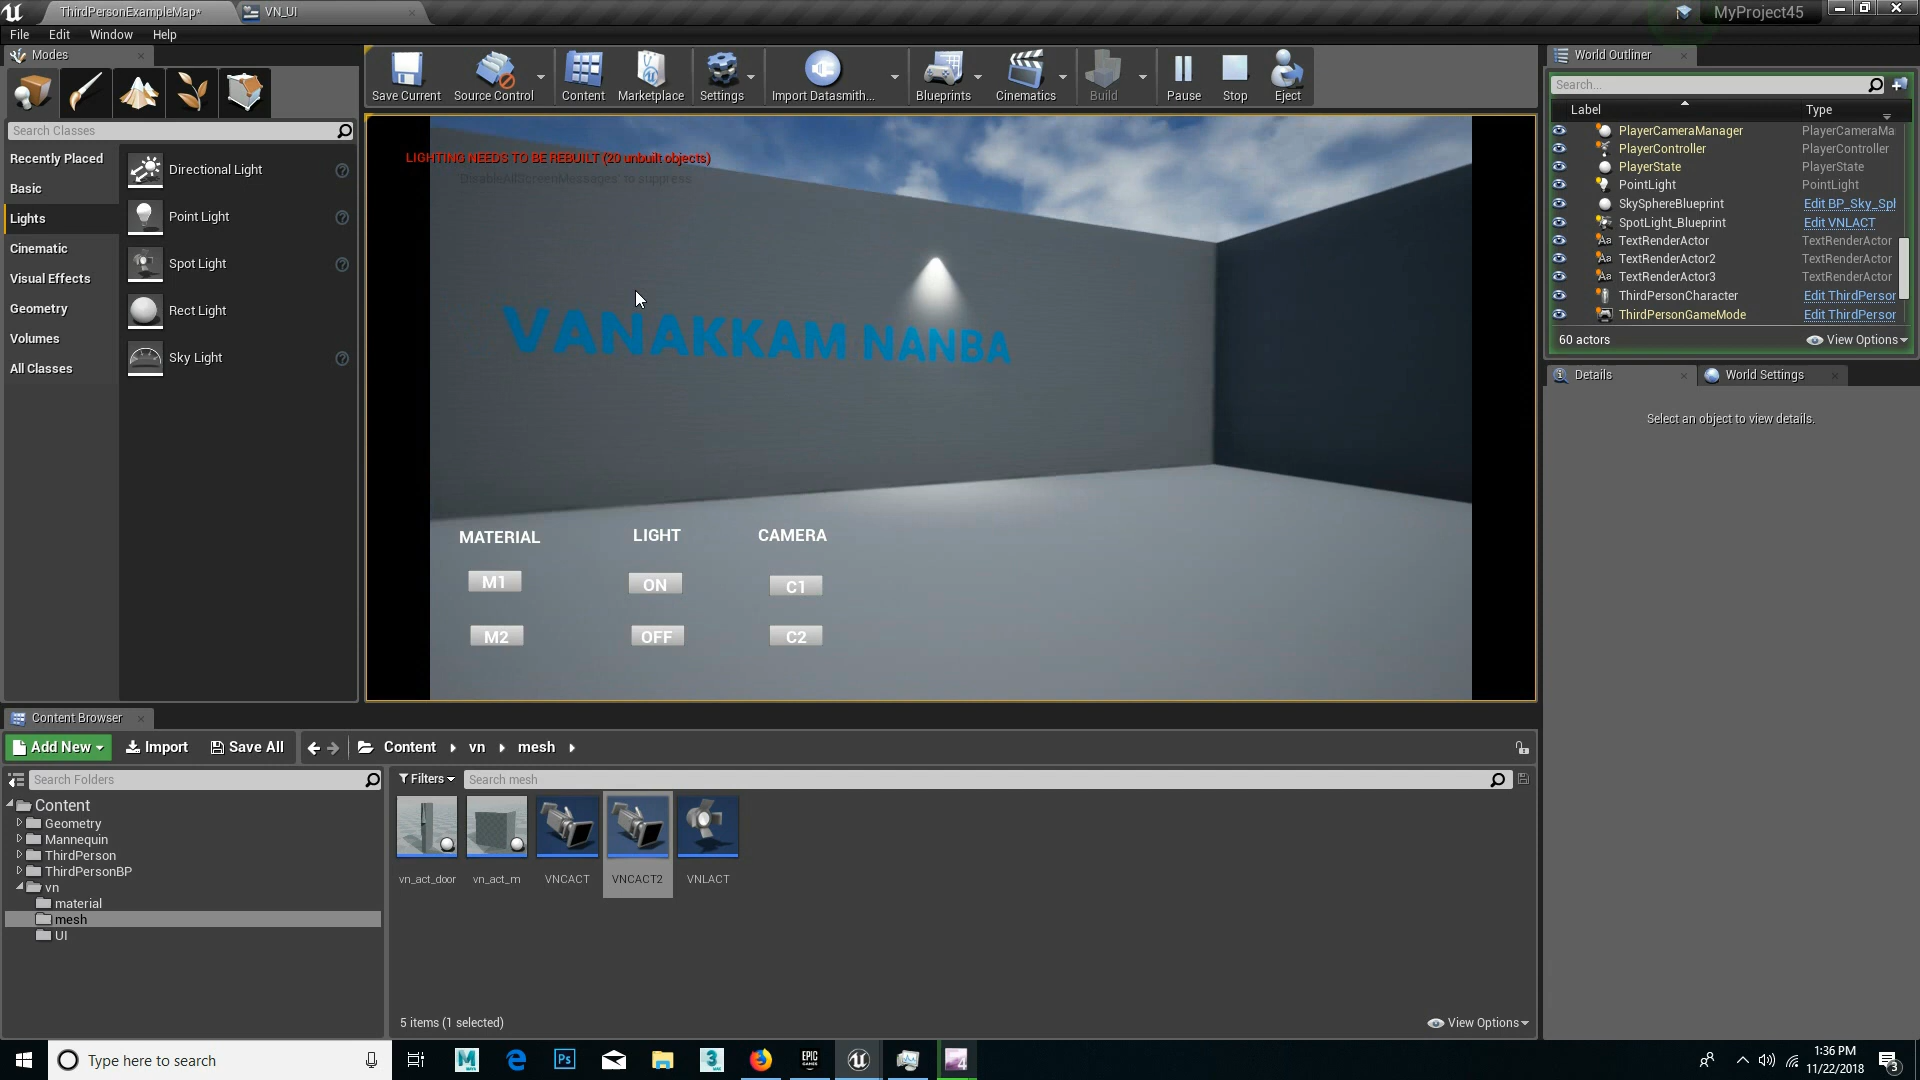 ThirdPersonExampleMap*
VN_UI
MyProject45
File Edit Window Help
Modes
Search Classes
Recently Placed
Basic
Lights
Cinematic
Visual Effects
Geometry
Volumes
All Classes
Directional Light
Point Light
Spot Light
Rect Light
Sky Light
Save Current
Source Control
Content
Marketplace
Settings
Import Datasmith...
Blueprints
Cinematics
Build
Pause
Stop
Eject
LIGHTING NEEDS TO BE REBUILT (20 unbuilt objects)
'DisableAllScreenMessages' to suppress
VANAKKAM NANBA
MATERIAL LIGHT CAMERA
M1 ON C1
M2 OFF C2
World Outliner
Search...
Label Type
PlayerCameraManager PlayerCameraMa
PlayerController PlayerController
PlayerState PlayerState
PointLight PointLight
SkySphereBlueprint Edit BP_Sky_Sph
SpotLight_Blueprint Edit VNLACT
TextRenderActor TextRenderActor
TextRenderActor2 TextRenderActor
TextRenderActor3 TextRenderActor
ThirdPersonCharacter Edit ThirdPerson
ThirdPersonGameMode Edit ThirdPerson
60 actors View Options
Details World Settings
Select an object to view details.
Content Browser
Add New Import Save All Content vn mesh
Search Folders
Content
Geometry
Mannequin
ThirdPerson
ThirdPersonBP
vn
material
mesh
UI
Filters Search mesh
vn_act_door vn_act_m VNCACT VNCACT2 VNLACT
5 items (1 selected) View Options
Type here to search
1:36 PM
11/22/2018
3